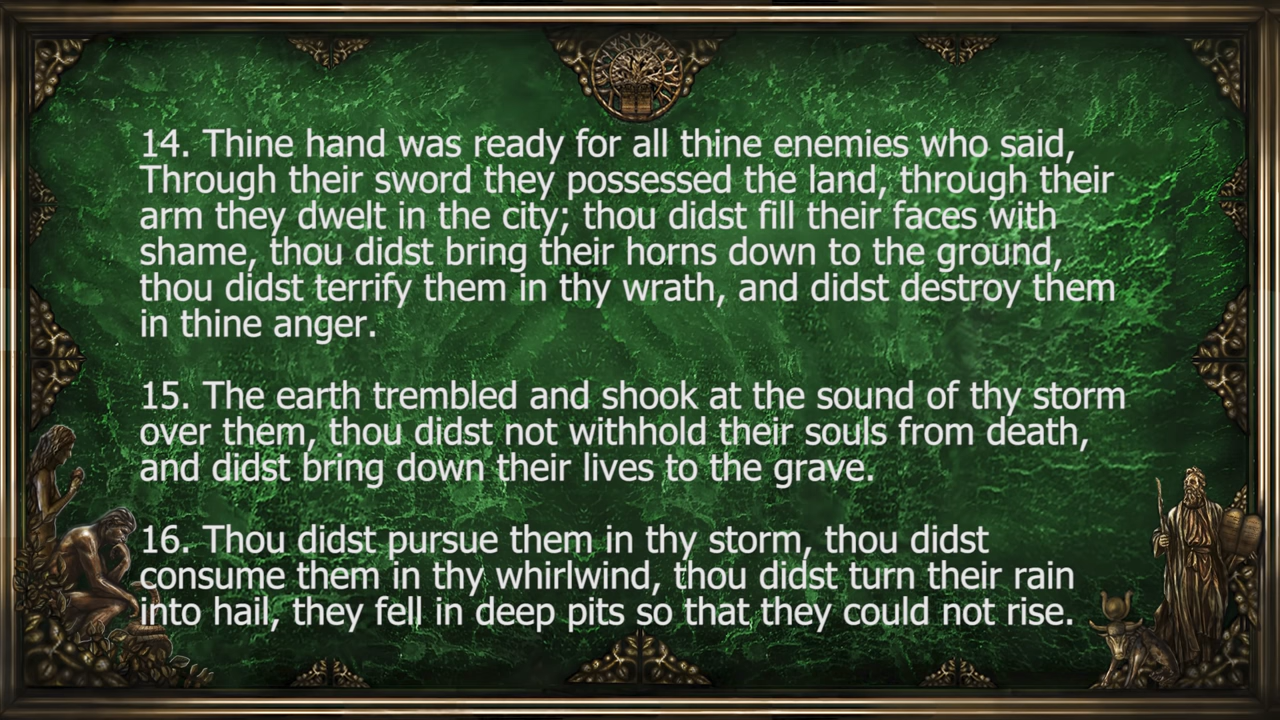 14. Thine hand was ready for all thine enemies who said,
Through their sword they possessed the land, through their
arm they dwelt in the city; thou didst fill their faces with
shame, thou didst bring their horns down to the ground,
thou didst terrify them in thy wrath, and didst destroy them
in thine anger.
15. The earth trembled and shook at the sound of thy storm
over them, thou didst not withhold their souls from death,
and didst bring down their lives to the grave.
16. Thou didst pursue them in thy storm, thou didst
consume them in thy whirlwind, thou didst turn their rain
into hail, they fell in deep pits so that they could not rise.